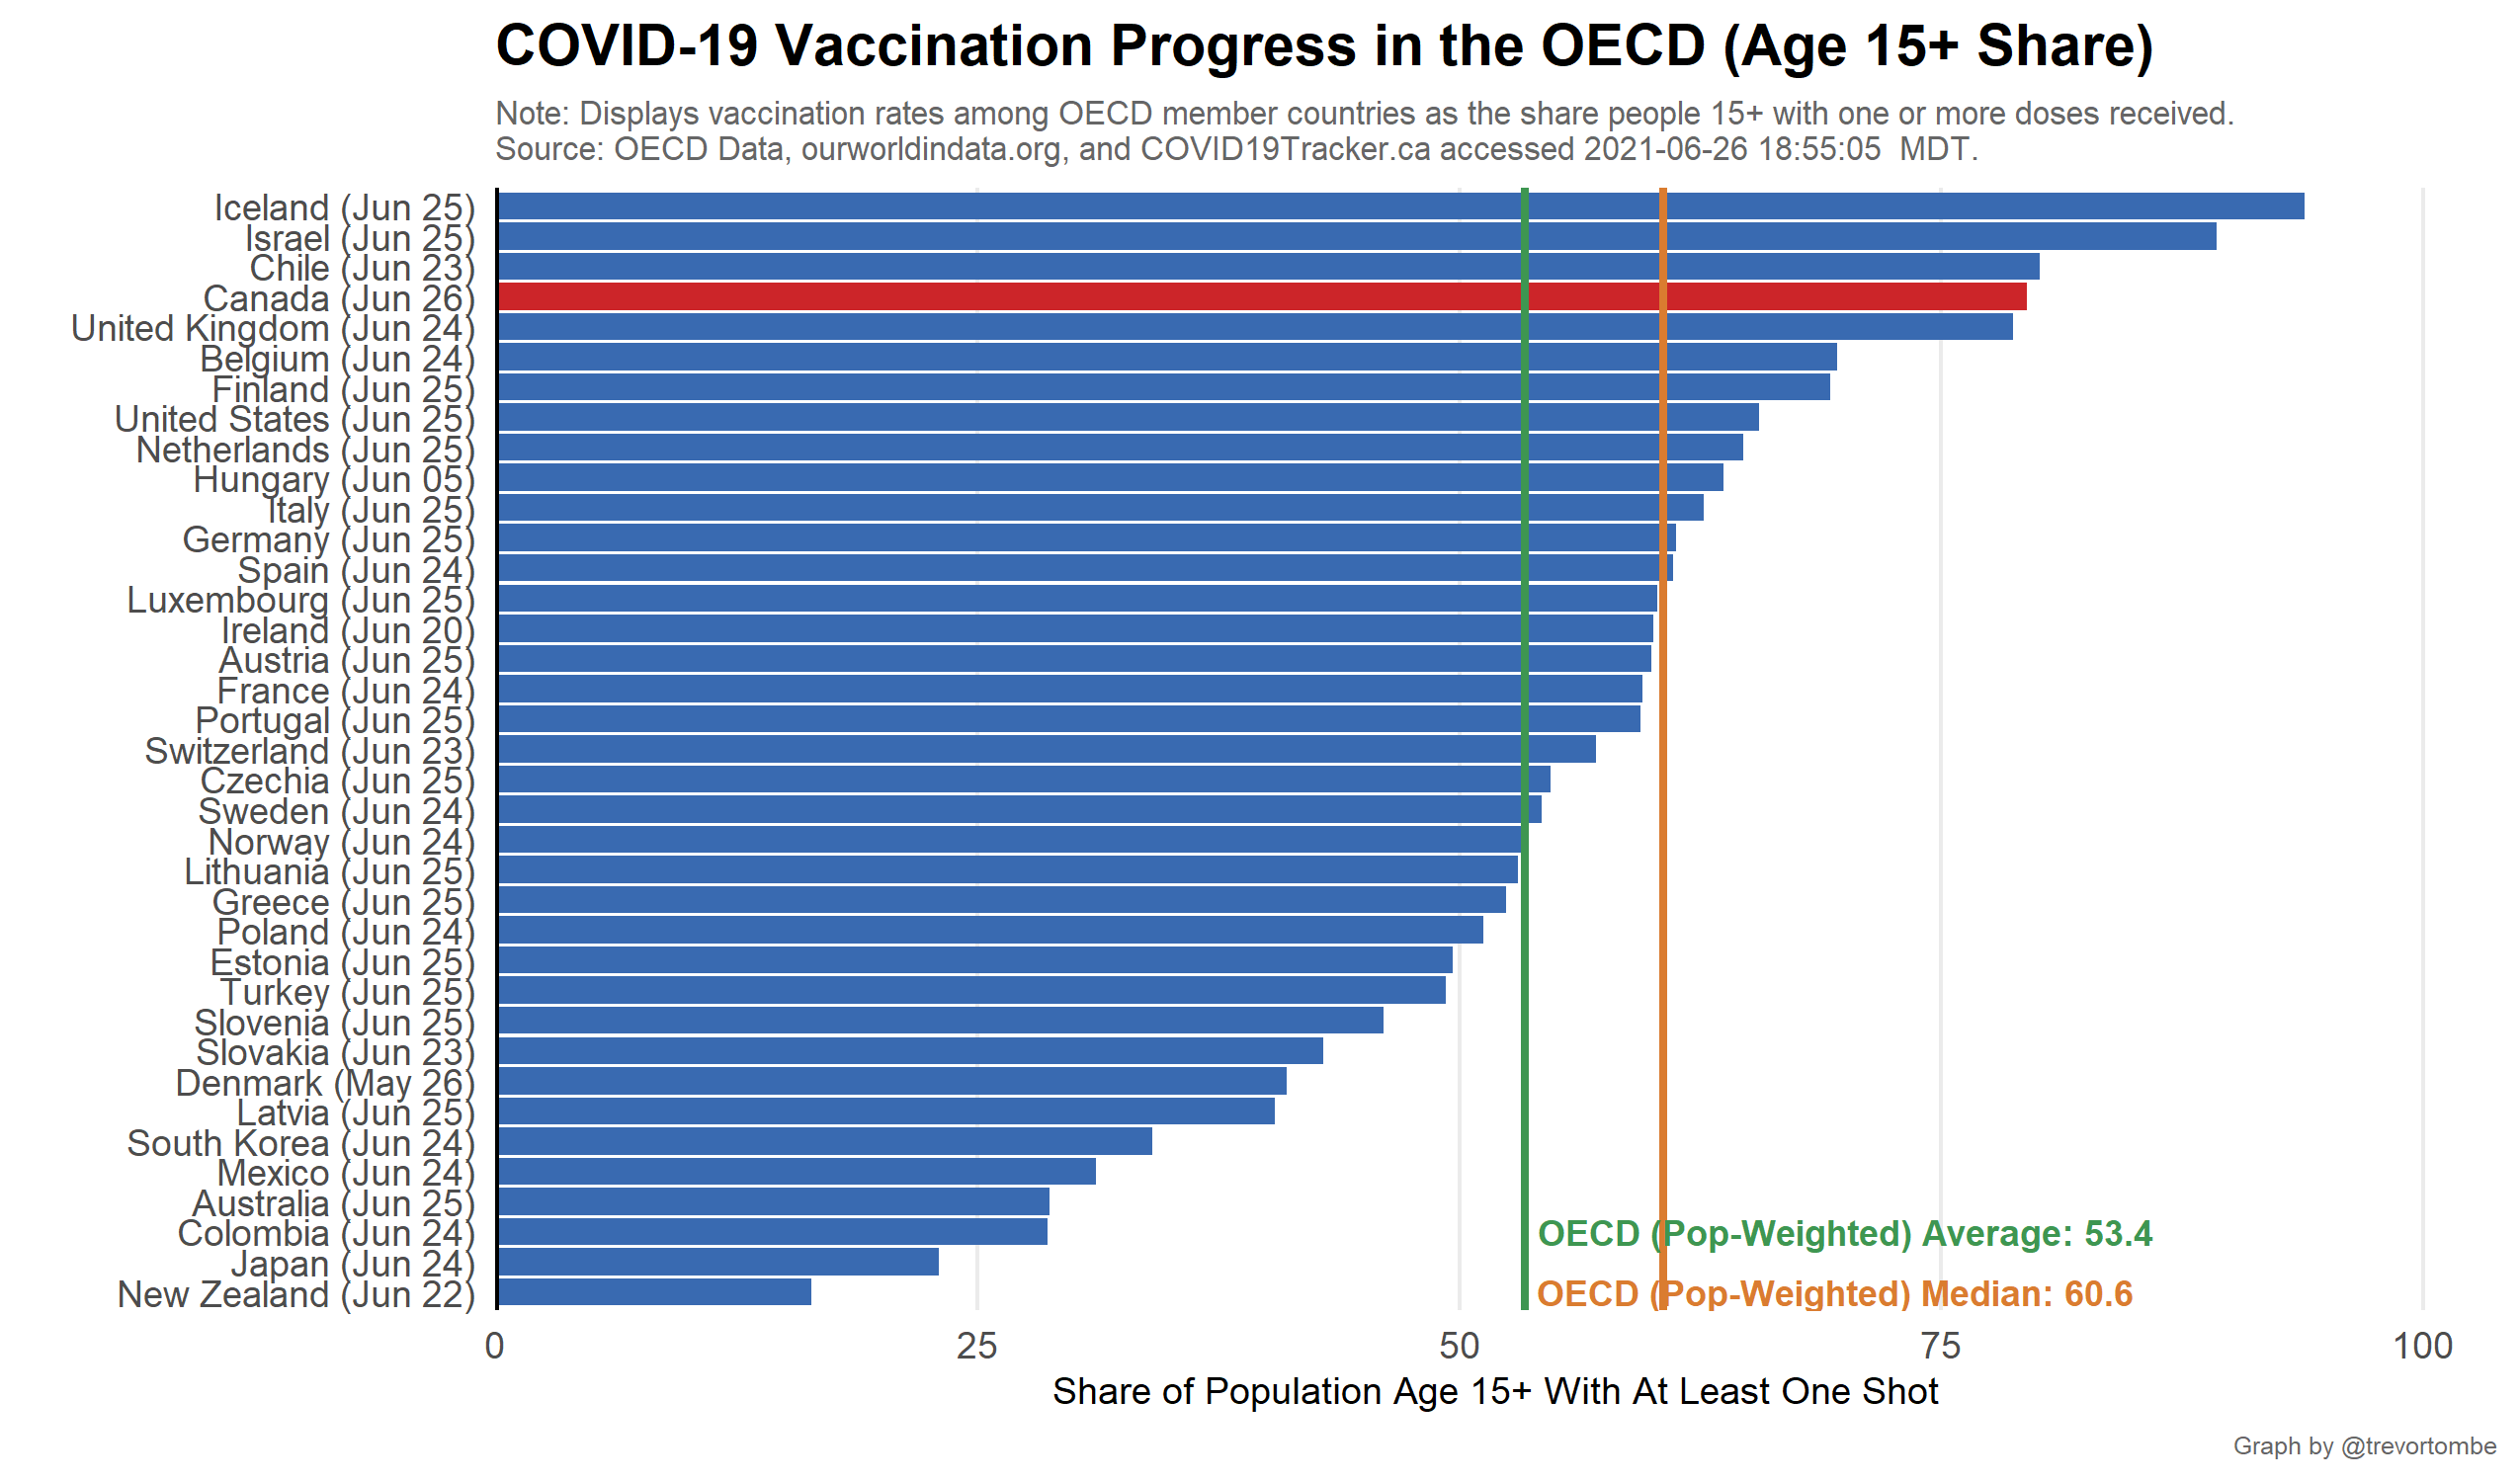 COVID-19 Vaccination Progress in the OECD (Age 15+ Share)
Note: Displays vaccination rates among OECD member countries as the share people 15+ with one or more doses received.
Source: OECD Data, ourworldindata.org, and COVID19Tracker.ca accessed 2021-06-26 18:55:05  MDT.
Iceland (Jun 25)
Israel (Jun 25)
Chile (Jun 23)
Canada (Jun 26)
United Kingdom (Jun 24)
Belgium (Jun 24)
Finland (Jun 25)
United States (Jun 25)
Netherlands (Jun 25)
Hungary (Jun 05)
Italy (Jun 25)
Germany (Jun 25)
Spain (Jun 24)
Luxembourg (Jun 25)
Ireland (Jun 20)
Austria (Jun 25)
France (Jun 24)
Portugal (Jun 25)
Switzerland (Jun 23)
Czechia (Jun 25)
Sweden (Jun 24)
Norway (Jun 24)
Lithuania (Jun 25)
Greece (Jun 25)
Poland (Jun 24)
Estonia (Jun 25)
Turkey (Jun 25)
Slovenia (Jun 25)
Slovakia (Jun 23)
Denmark (May 26)
Latvia (Jun 25)
South Korea (Jun 24)
Mexico (Jun 24)
Australia (Jun 25)
Colombia (Jun 24)
Japan (Jun 24)
New Zealand (Jun 22)
OECD (Pop-Weighted) Average: 53.4
OECD (Pop-Weighted) Median: 60.6
0 25 50 75 100
Share of Population Age 15+ With At Least One Shot
Graph by @trevortombe